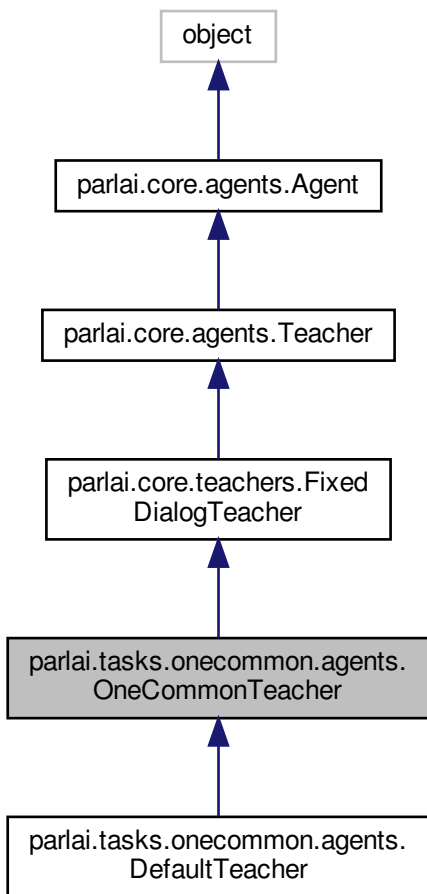 object
parlai.core.agents.Agent
parlai.core.agents.Teacher
parlai.core.teachers.Fixed
DialogTeacher
parlai.tasks.onecommon.agents.
OneCommonTeacher
parlai.tasks.onecommon.agents.
DefaultTeacher